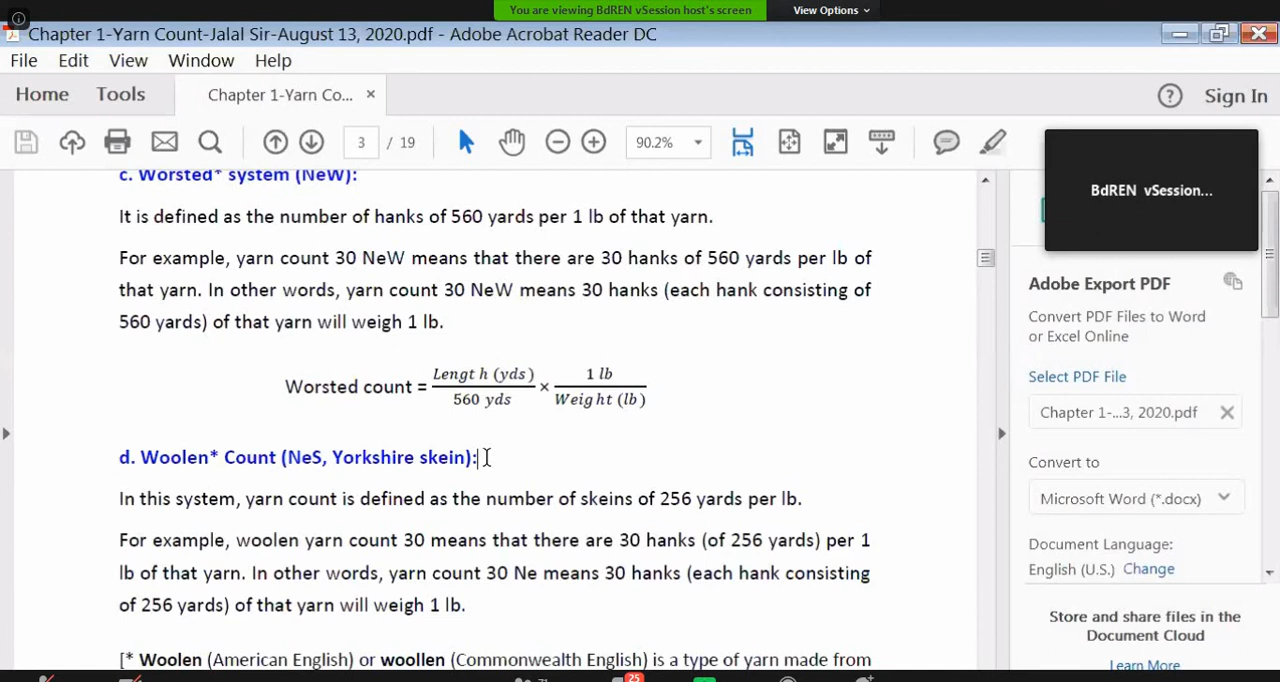 You are viewing BdREN vSession host's screen View Options
Chapter 1-Yarn Count-Jalal Sir-August 13, 2020.pdf - Adobe Acrobat Reader DC
File Edit View Window Help
Home Tools Chapter 1-Yarn Co... × Sign In
3 / 19 90.2%
BdREN vSession...
c. Worsted* system (NeW):
It is defined as the number of hanks of 560 yards per 1 lb of that yarn.
For example, yarn count 30 NeW means that there are 30 hanks of 560 yards per lb of
that yarn. In other words, yarn count 30 NeW means 30 hanks (each hank consisting of
560 yards) of that yarn will weigh 1 lb.
Worsted count = Lengt h (yds) / 560 yds × 1 lb / Weig ht (lb)
d. Woolen* Count (NeS, Yorkshire skein):
In this system, yarn count is defined as the number of skeins of 256 yards per lb.
For example, woolen yarn count 30 means that there are 30 hanks (of 256 yards) per 1
lb of that yarn. In other words, yarn count 30 Ne means 30 hanks (each hank consisting
of 256 yards) of that yarn will weigh 1 lb.
[* Woolen (American English) or woollen (Commonwealth English) is a type of yarn made from
Adobe Export PDF
Convert PDF Files to Word
or Excel Online
Select PDF File
Chapter 1-...3, 2020.pdf
Convert to
Microsoft Word (*.docx)
Document Language:
English (U.S.) Change
Store and share files in the
Document Cloud
Learn More
25